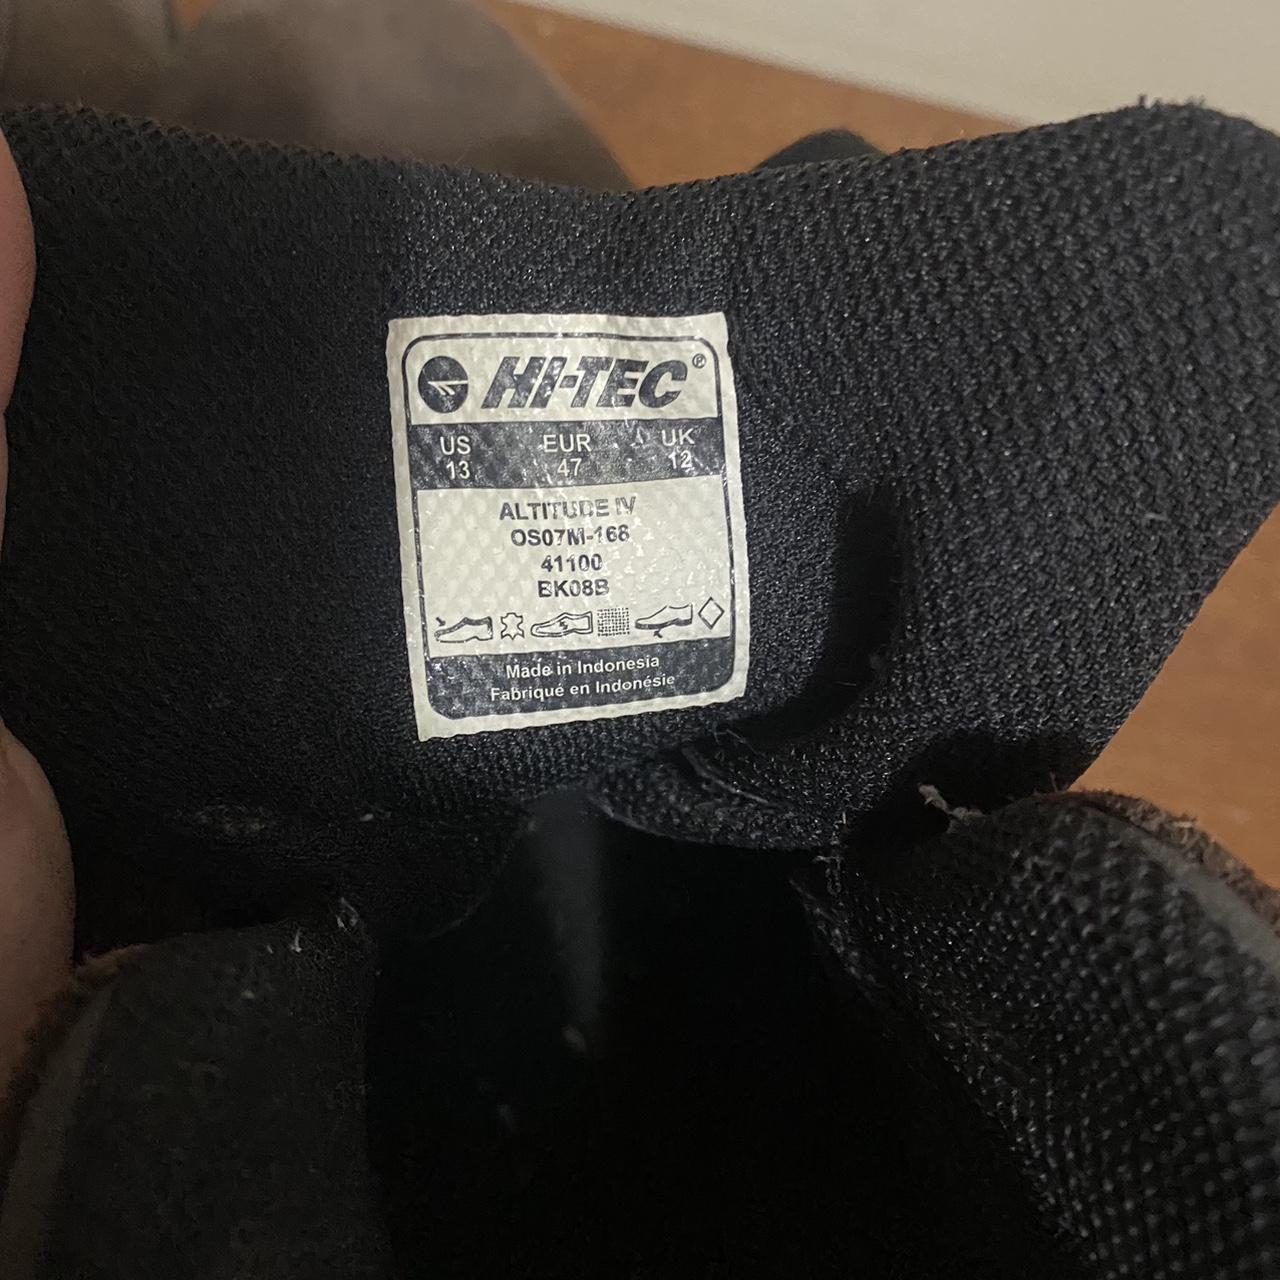 HI-TEC®
US EUR UK
13 47 12
ALTITUDE IV
OS07M-168
41100
BK08B
Made in Indonesia
Fabriqué en Indonésie